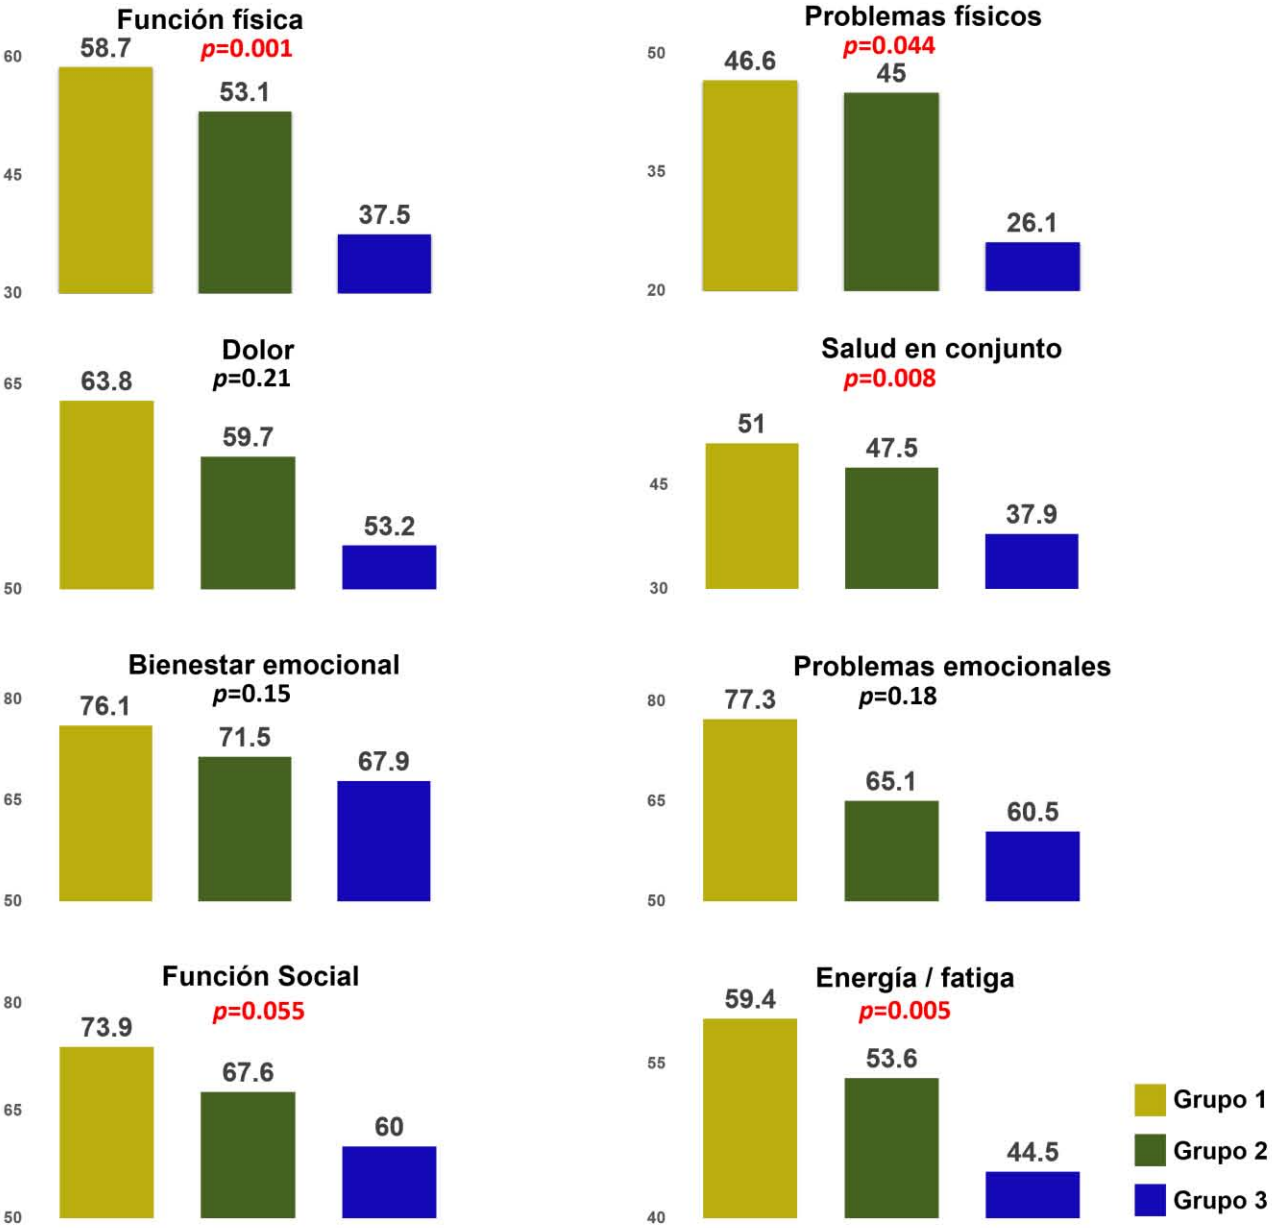 Función física
p=0.001
60
58.7
53.1
45
37.5
30
Problemas físicos
p=0.044
50
46.6
45
35
26.1
20
Dolor
p=0.21
65
63.8
59.7
53.2
50
Salud en conjunto
p=0.008
51
47.5
45
37.9
30
Bienestar emocional
p=0.15
80
76.1
71.5
67.9
65
50
Problemas emocionales
p=0.18
80
77.3
65.1
65
60.5
50
Función Social
p=0.055
80
73.9
67.6
65
60
50
Energía / fatiga
p=0.005
59.4
55
53.6
44.5
40
Grupo 1
Grupo 2
Grupo 3